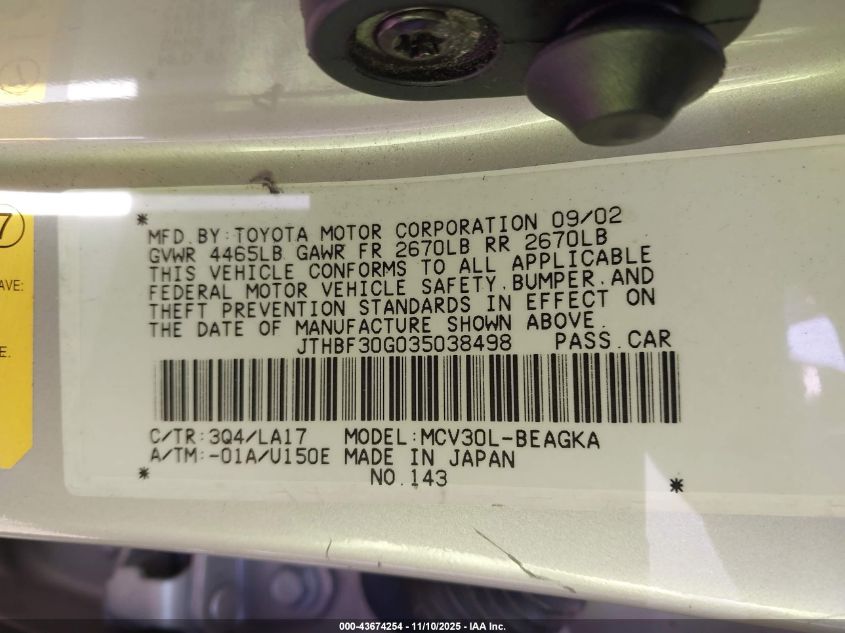 7
AVE:
E.
*
MFD. BY: TOYOTA MOTOR CORPORATION 09/02
GVWR 4465LB GAWR FR 2670LB RR 2670LB
THIS VEHICLE CONFORMS TO ALL APPLICABLE
FEDERAL MOTOR VEHICLE SAFETY, BUMPER, AND
THEFT PREVENTION STANDARDS IN EFFECT ON
THE DATE OF MANUFACTURE SHOWN ABOVE.
JTHBF30G035038498 PASS. CAR
C/TR: 3Q4/LA17 MODEL: MCV30L-BEAGKA
A/TM: -01A/U150E MADE IN JAPAN
* NO. 143 *
000-43674254 - 11/10/2025 - IAA Inc.